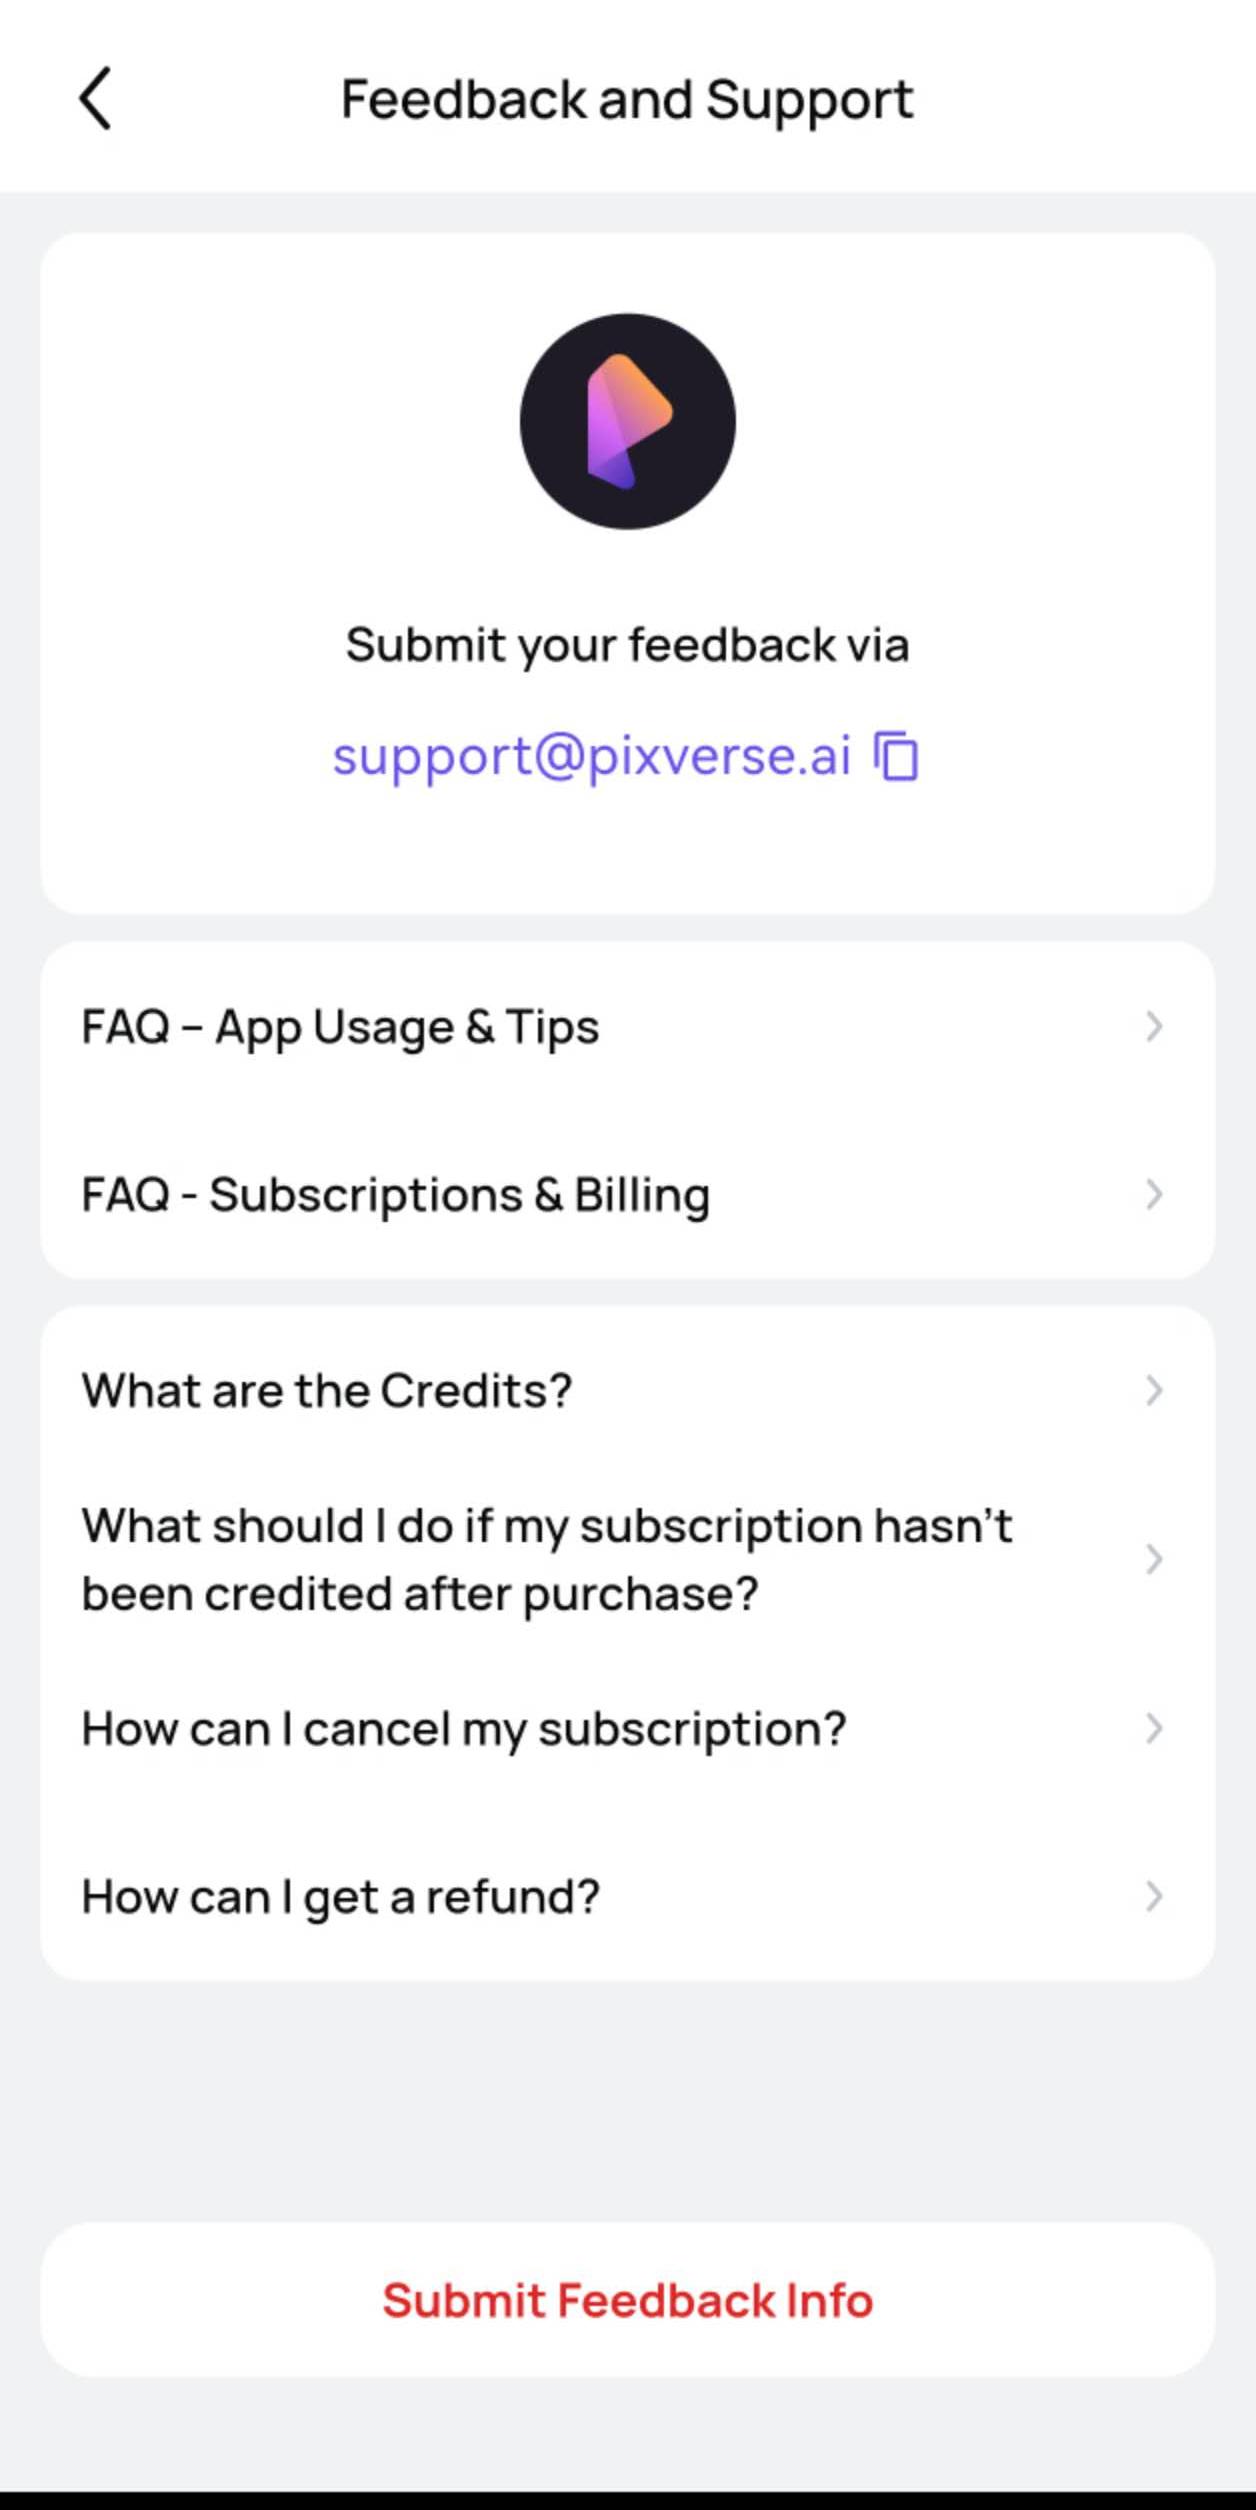 Feedback and Support
Submit your feedback via
support@pixverse.ai
FAQ – App Usage & Tips
FAQ - Subscriptions & Billing
What are the Credits?
What should I do if my subscription hasn’t
been credited after purchase?
How can I cancel my subscription?
How can I get a refund?
Submit Feedback Info